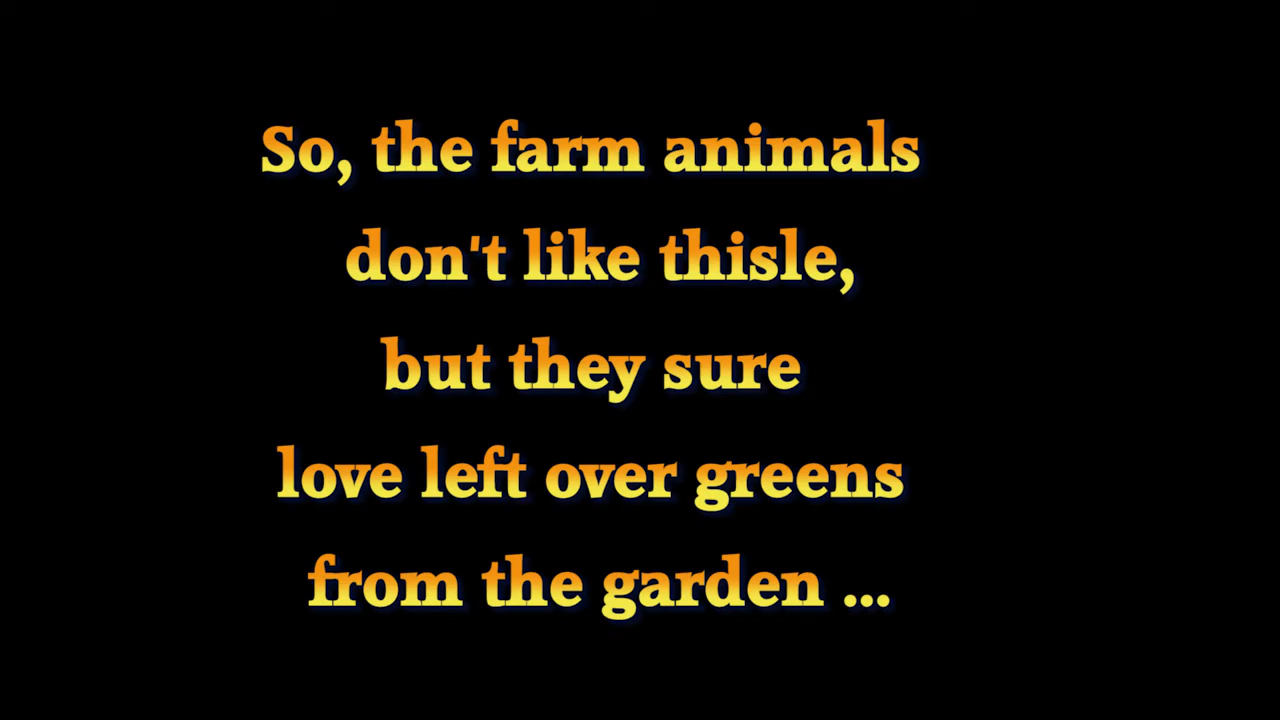 So, the farm animals
don't like thisle,
but they sure
love left over greens
from the garden ...